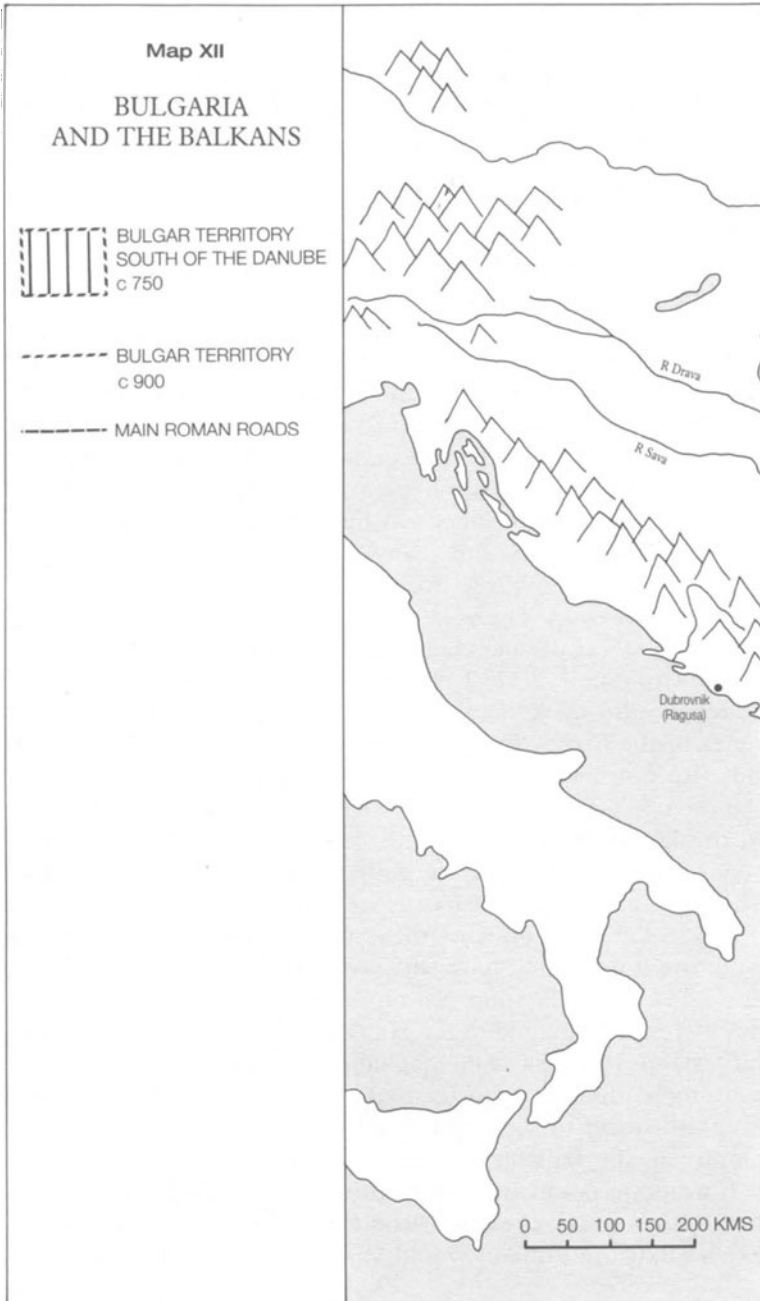 Map XII
BULGARIA
AND THE BALKANS
BULGAR TERRITORY
SOUTH OF THE DANUBE
c 750
BULGAR TERRITORY
c 900
MAIN ROMAN ROADS
R Drava
R Sava
Dubrovnik
(Ragusa)
0 50 100 150 200 KMS